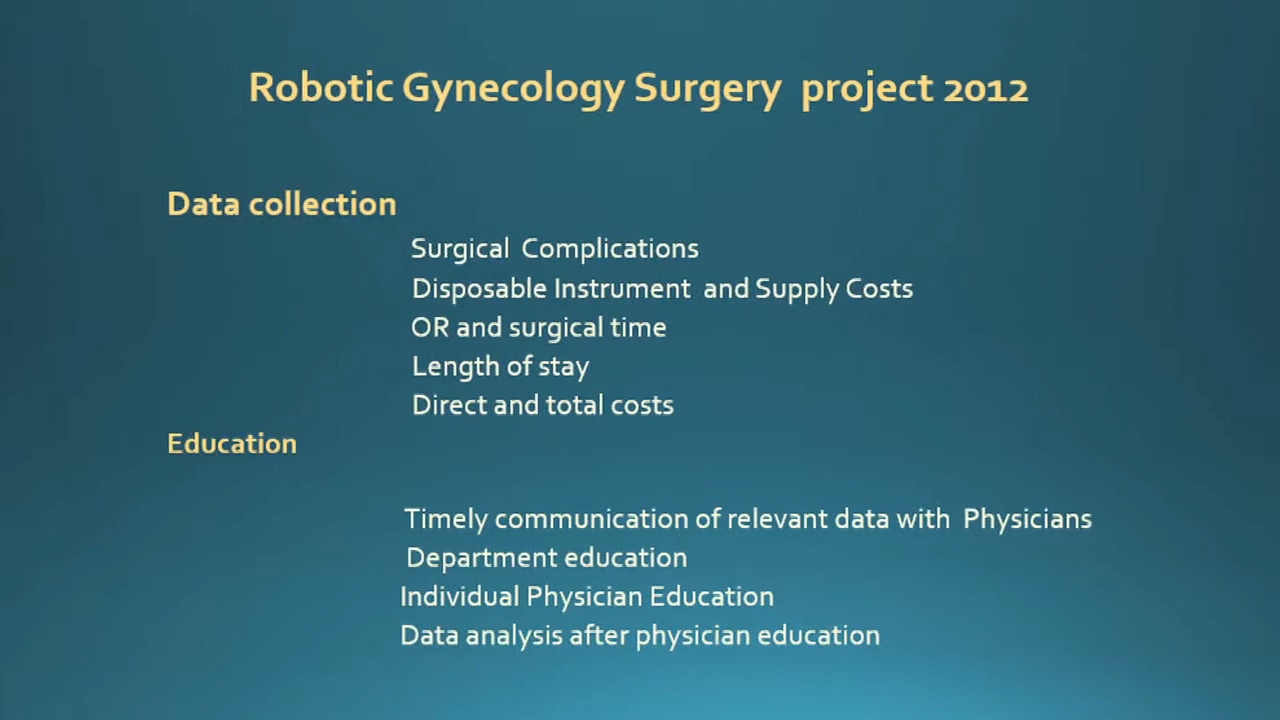 Robotic Gynecology Surgery project 2012
Data collection
Surgical Complications
Disposable Instrument and Supply Costs
OR and surgical time
Length of stay
Direct and total costs
Education
Timely communication of relevant data with Physicians
Department education
Individual Physician Education
Data analysis after physician education